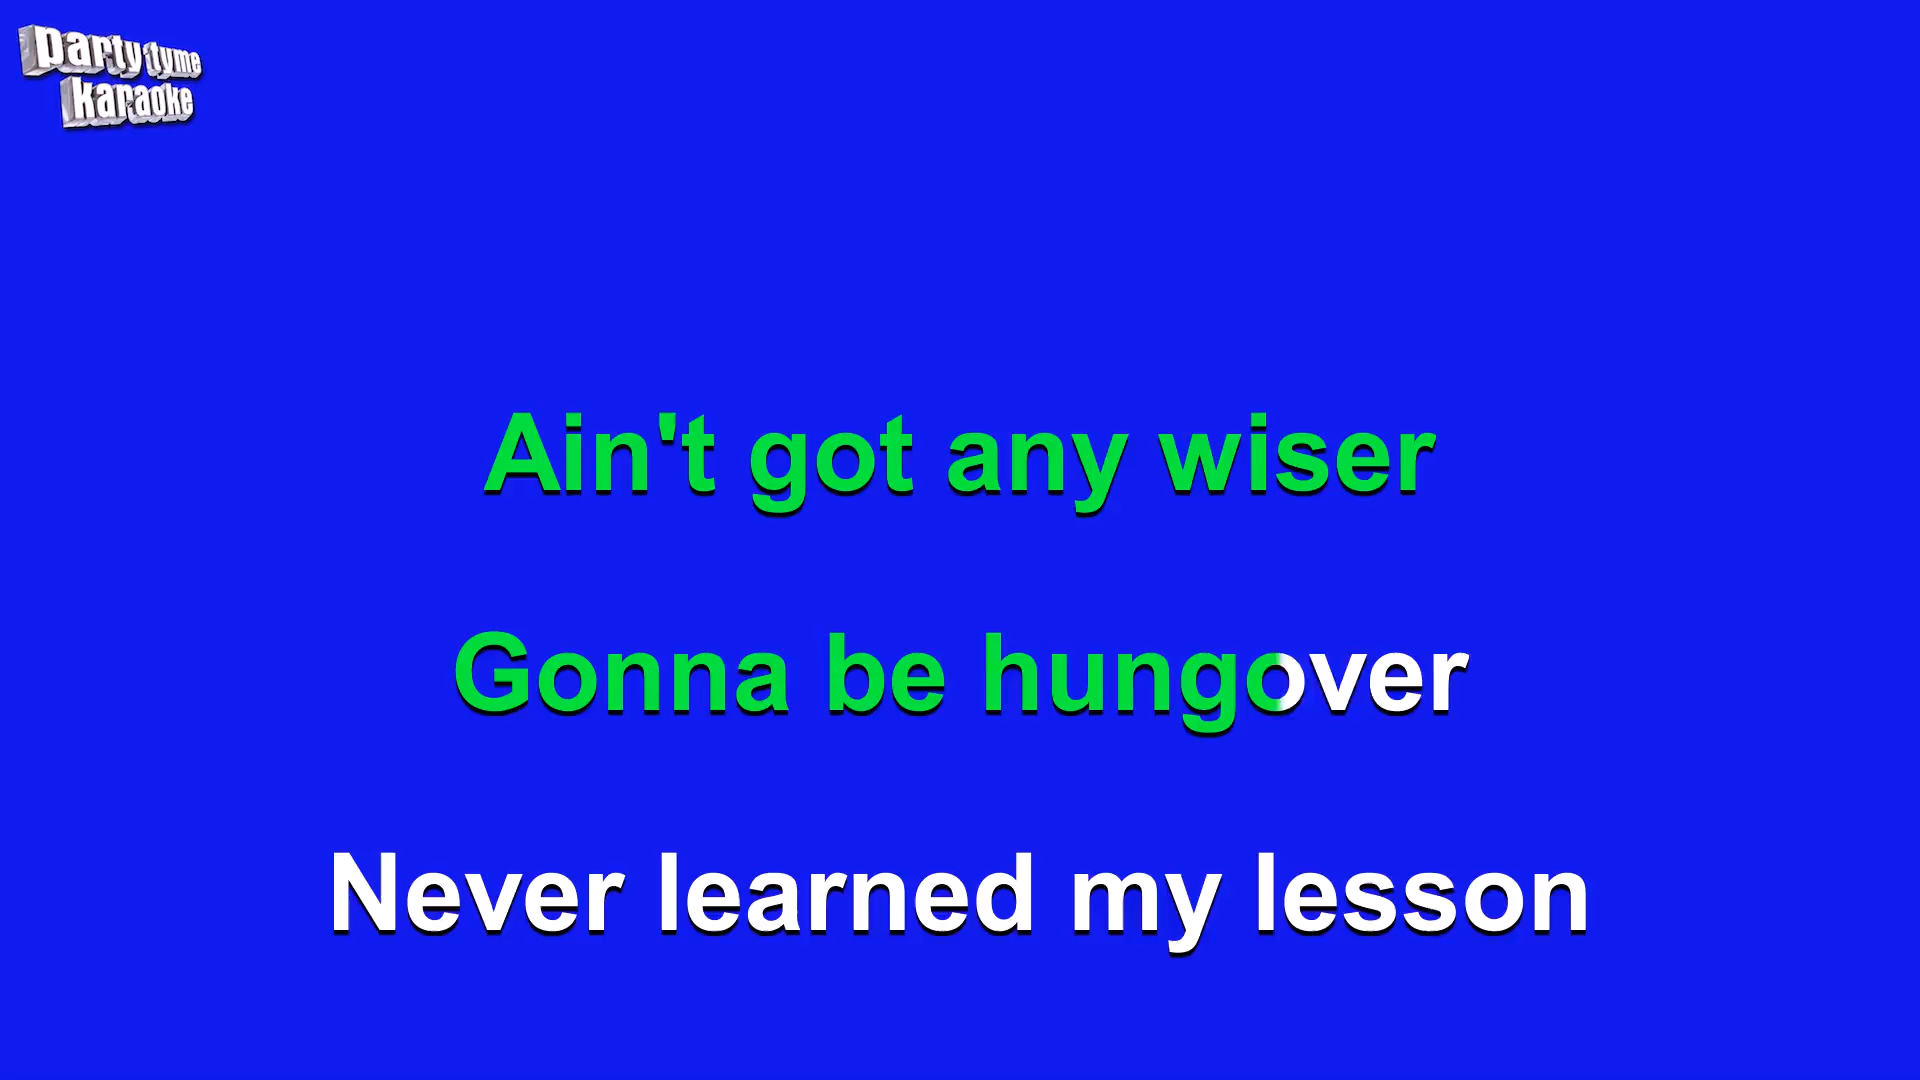 party tyme
karaoke
Ain't got any wiser
Gonna be hungover
Never learned my lesson